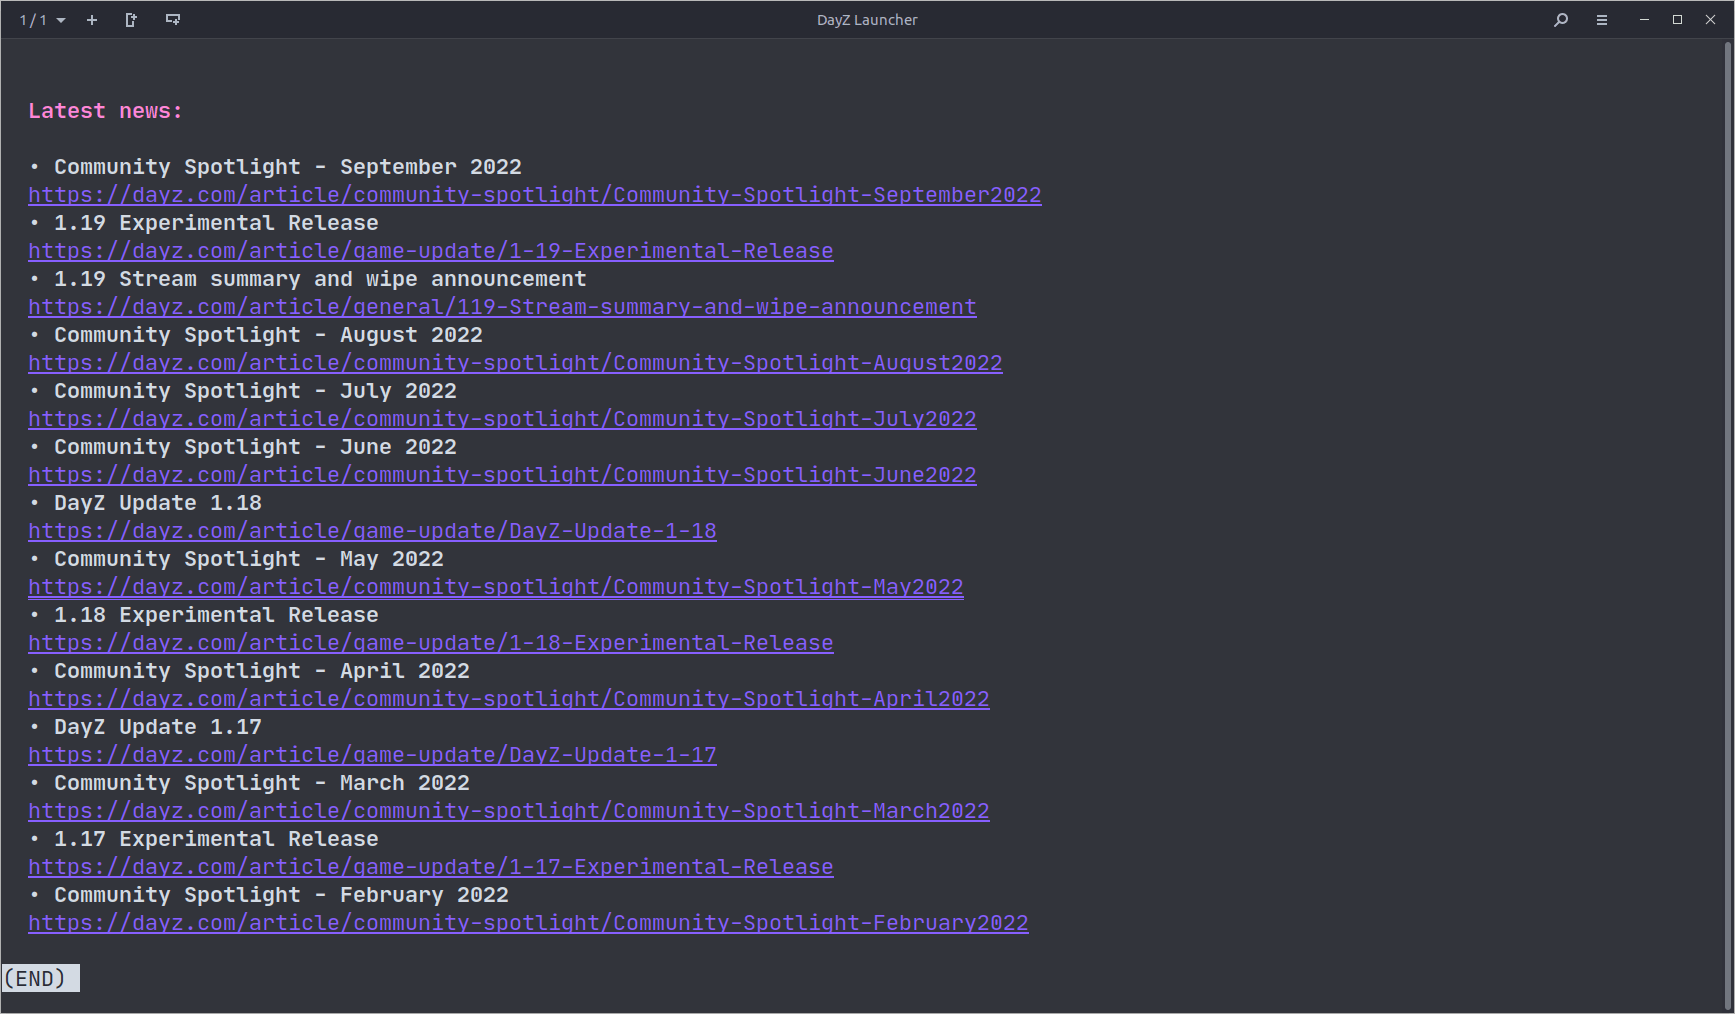 1 / 1
DayZ Launcher
Latest news:
• Community Spotlight - September 2022
https://dayz.com/article/community-spotlight/Community-Spotlight-September2022
• 1.19 Experimental Release
https://dayz.com/article/game-update/1-19-Experimental-Release
• 1.19 Stream summary and wipe announcement
https://dayz.com/article/general/119-Stream-summary-and-wipe-announcement
• Community Spotlight - August 2022
https://dayz.com/article/community-spotlight/Community-Spotlight-August2022
• Community Spotlight - July 2022
https://dayz.com/article/community-spotlight/Community-Spotlight-July2022
• Community Spotlight - June 2022
https://dayz.com/article/community-spotlight/Community-Spotlight-June2022
• DayZ Update 1.18
https://dayz.com/article/game-update/DayZ-Update-1-18
• Community Spotlight - May 2022
https://dayz.com/article/community-spotlight/Community-Spotlight-May2022
• 1.18 Experimental Release
https://dayz.com/article/game-update/1-18-Experimental-Release
• Community Spotlight - April 2022
https://dayz.com/article/community-spotlight/Community-Spotlight-April2022
• DayZ Update 1.17
https://dayz.com/article/game-update/DayZ-Update-1-17
• Community Spotlight - March 2022
https://dayz.com/article/community-spotlight/Community-Spotlight-March2022
• 1.17 Experimental Release
https://dayz.com/article/game-update/1-17-Experimental-Release
• Community Spotlight - February 2022
https://dayz.com/article/community-spotlight/Community-Spotlight-February2022
(END)